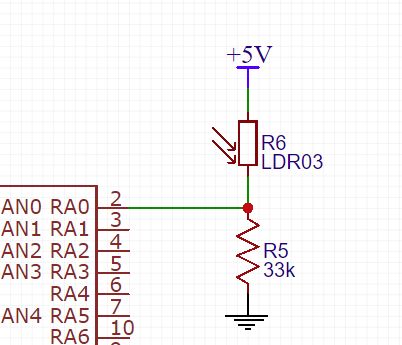 +5V
R6
LDR03
AN0 RA0 2
AN1 RA1 3
AN2 RA2 4
AN3 RA3 5
RA4 6
AN4 RA5 7
RA6 10
R5
33k